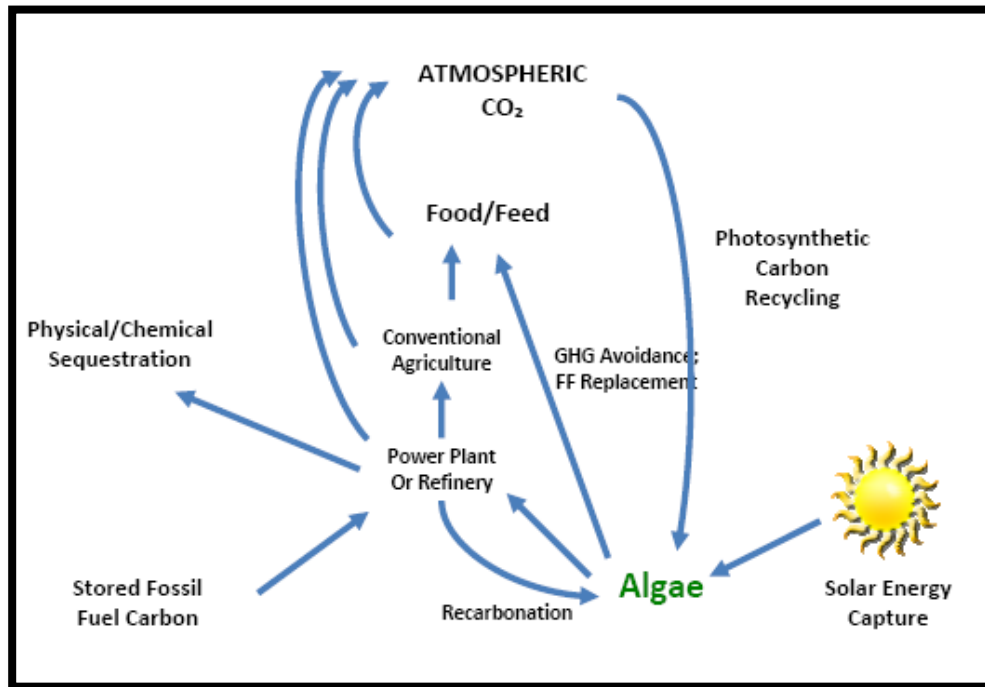 ATMOSPHERIC
CO₂
Food/Feed
Photosynthetic
Carbon
Recycling
Physical/Chemical
Sequestration
Conventional
Agriculture
GHG Avoidance;
FF Replacement
Power Plant
Or Refinery
Stored Fossil
Fuel Carbon
Recarbonation
Algae
Solar Energy
Capture